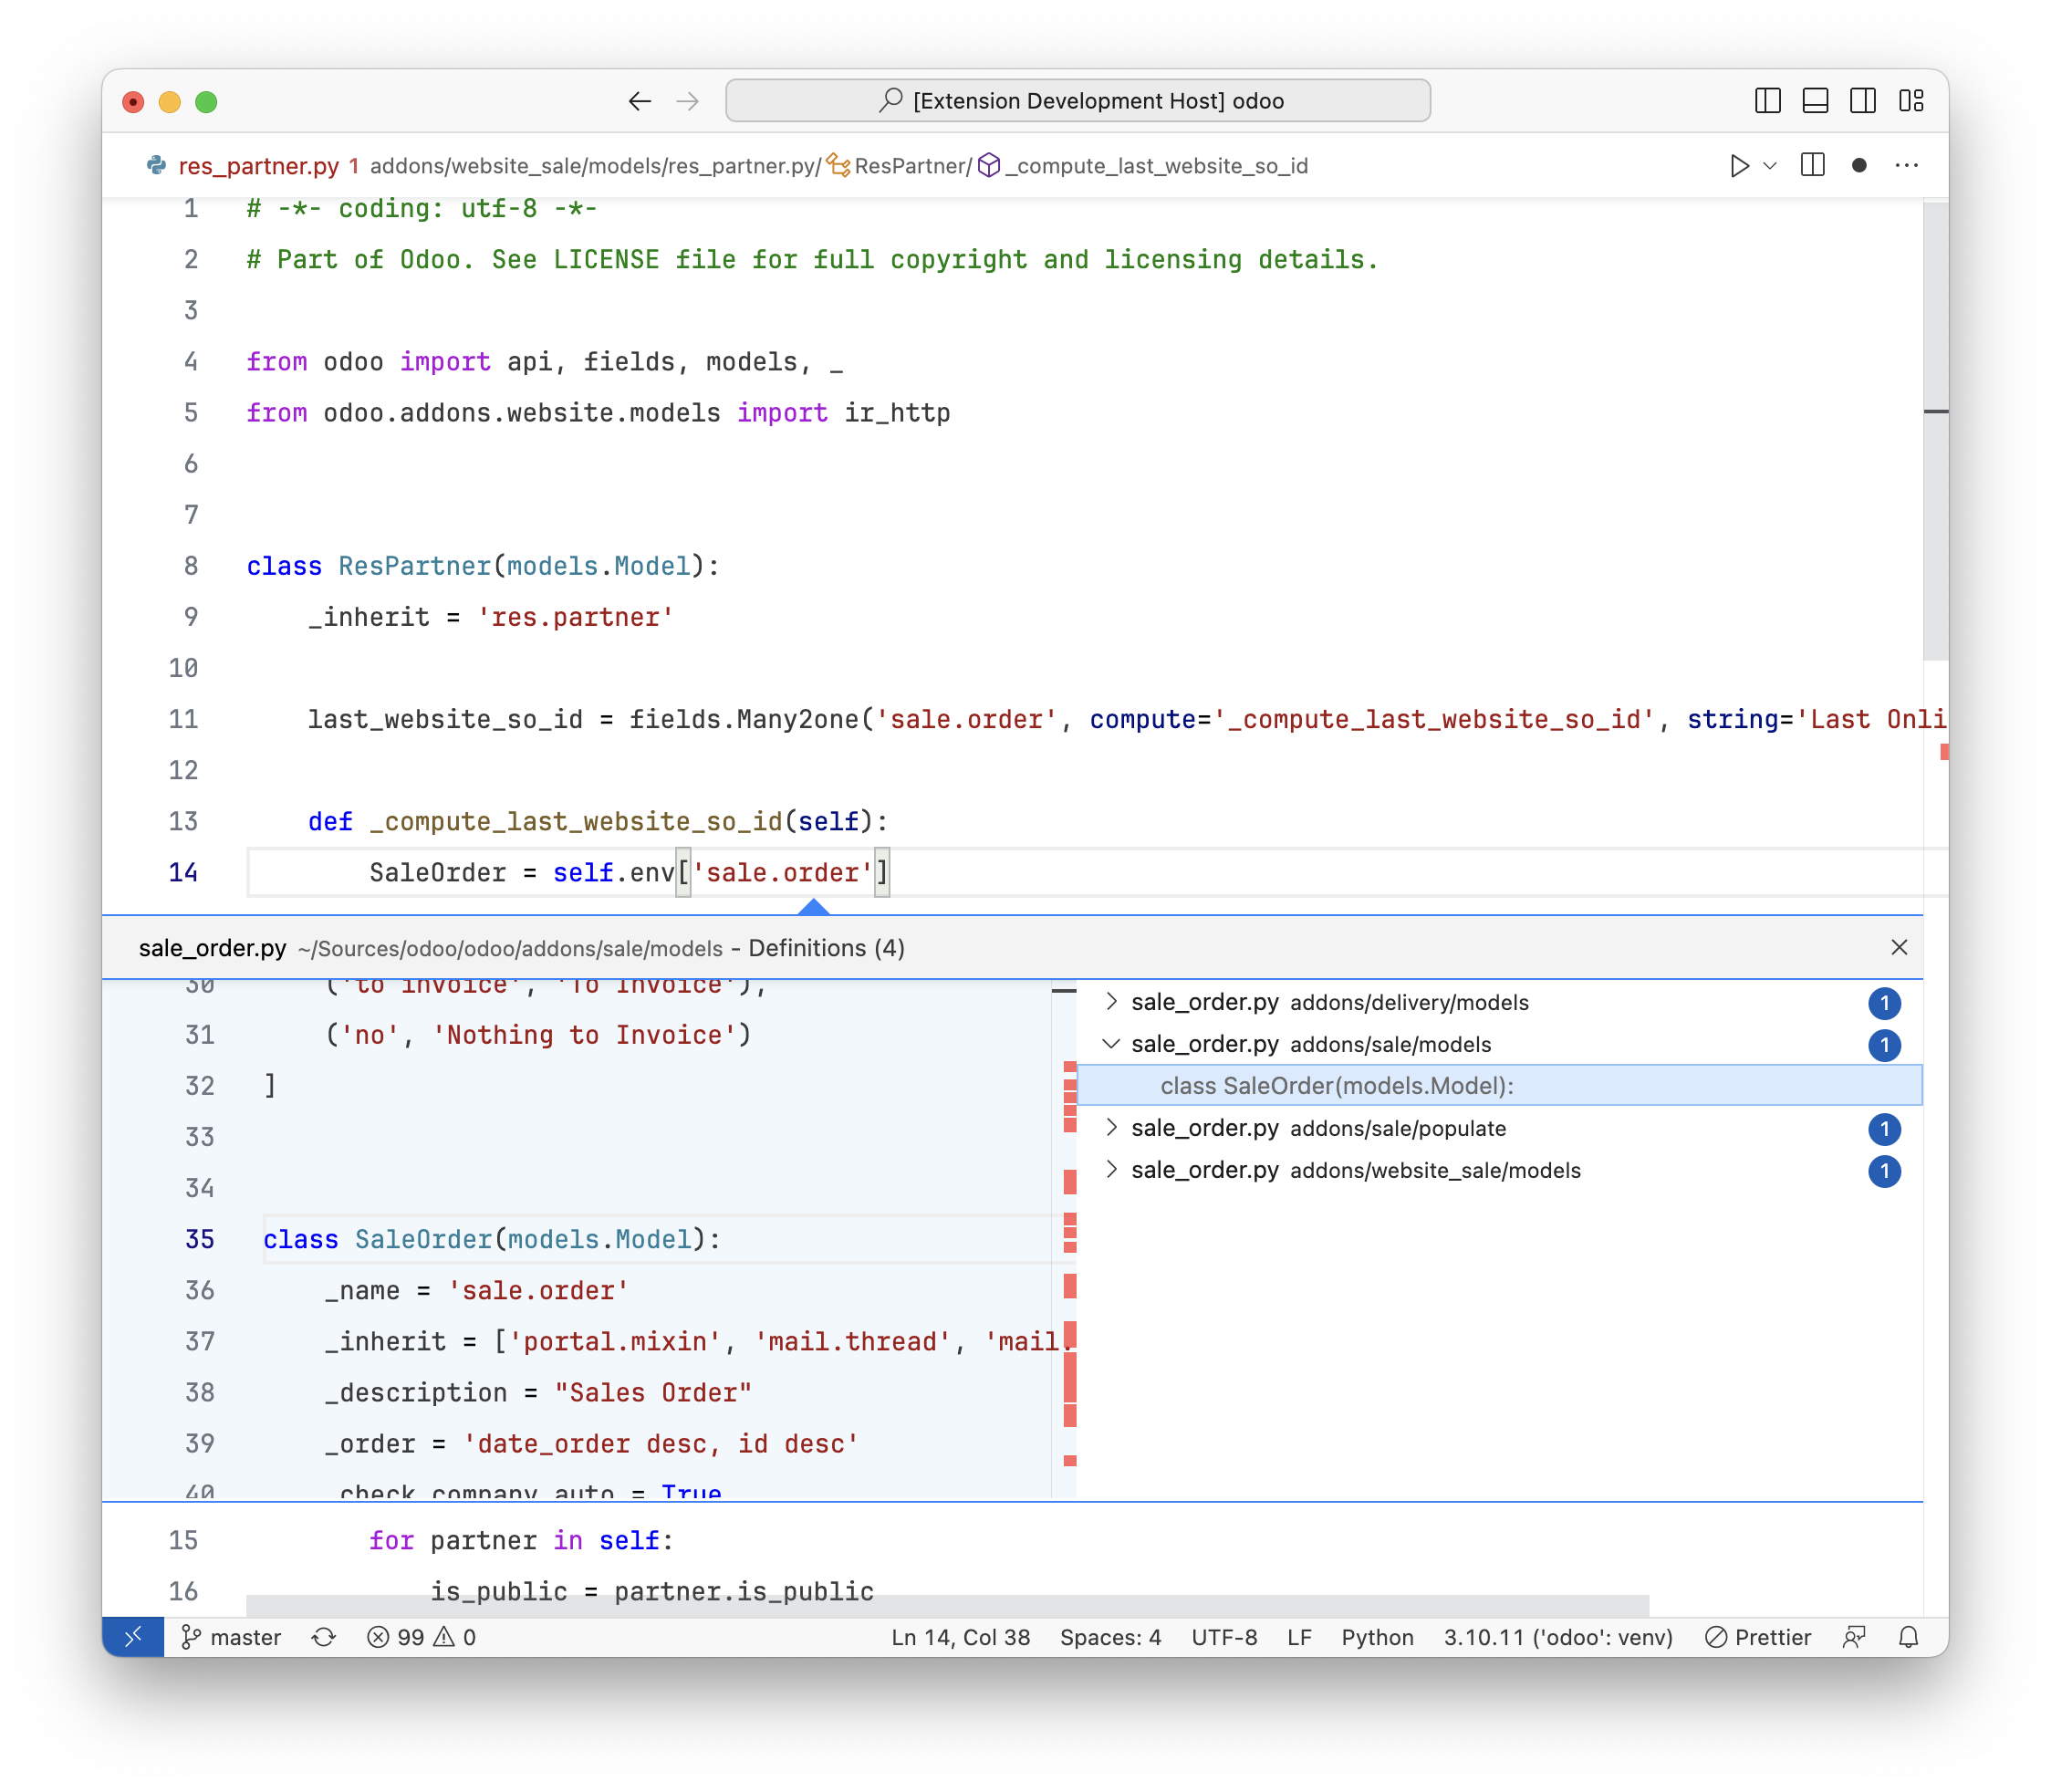 [Extension Development Host] odoo
res_partner.py 1 addons/website_sale/models/res_partner.py/ ResPartner/ _compute_last_website_so_id
1 # -*- coding: utf-8 -*-
2 # Part of Odoo. See LICENSE file for full copyright and licensing details.
3
4 from odoo import api, fields, models, _
5 from odoo.addons.website.models import ir_http
6
7
8 class ResPartner(models.Model):
9     _inherit = 'res.partner'
10
11     last_website_so_id = fields.Many2one('sale.order', compute='_compute_last_website_so_id', string='Last Onli
12
13     def _compute_last_website_so_id(self):
14         SaleOrder = self.env['sale.order']
sale_order.py ~/Sources/odoo/odoo/addons/sale/models - Definitions (4)
30     ('to invoice', 'To Invoice'),
31     ('no', 'Nothing to Invoice')
32 ]
33
34
35 class SaleOrder(models.Model):
36     _name = 'sale.order'
37     _inherit = ['portal.mixin', 'mail.thread', 'mail.
38     _description = "Sales Order"
39     _order = 'date_order desc, id desc'
40     _check_company_auto = True
sale_order.py addons/delivery/models 1
sale_order.py addons/sale/models 1
class SaleOrder(models.Model):
sale_order.py addons/sale/populate 1
sale_order.py addons/website_sale/models 1
15         for partner in self:
16             is_public = partner.is_public
master 99 0 Ln 14, Col 38 Spaces: 4 UTF-8 LF Python 3.10.11 ('odoo': venv) Prettier